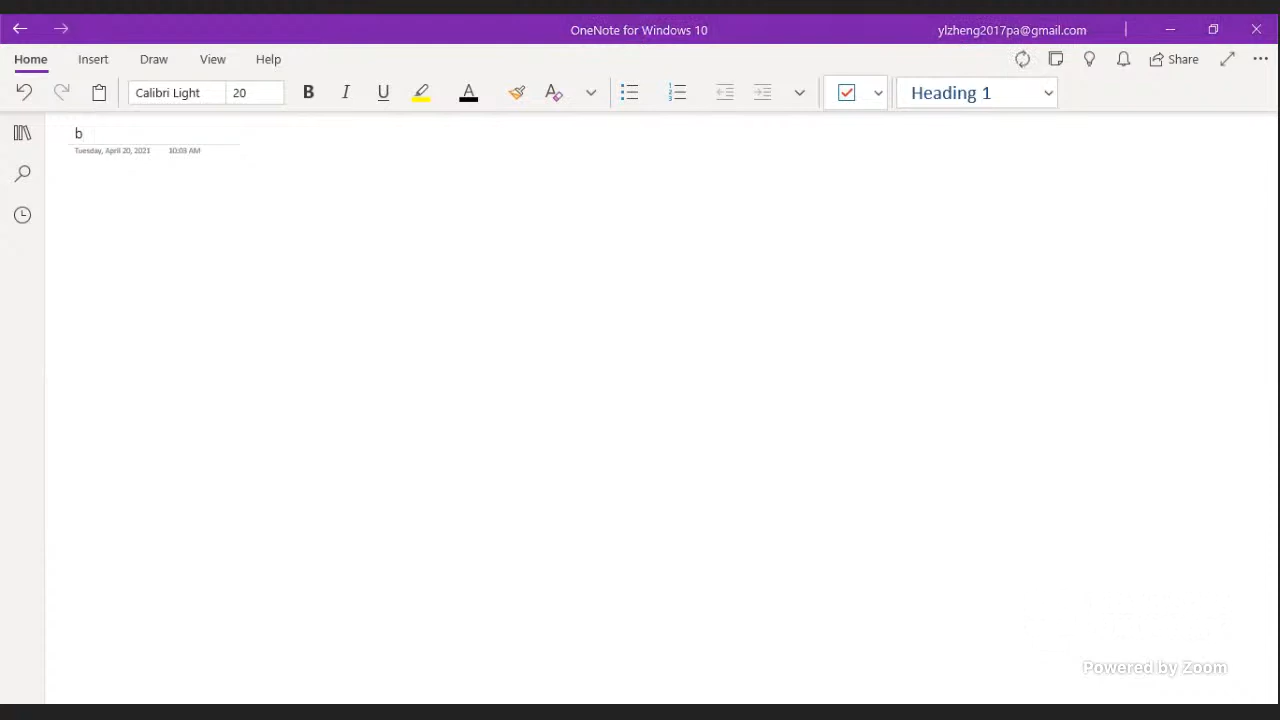 OneNote for Windows 10
ylzheng2017pa@gmail.com
Home Insert Draw View Help
Share
Calibri Light 20 B I U A A Heading 1
b
Tuesday, April 20, 2021 10:03 AM
Powered by Zoom